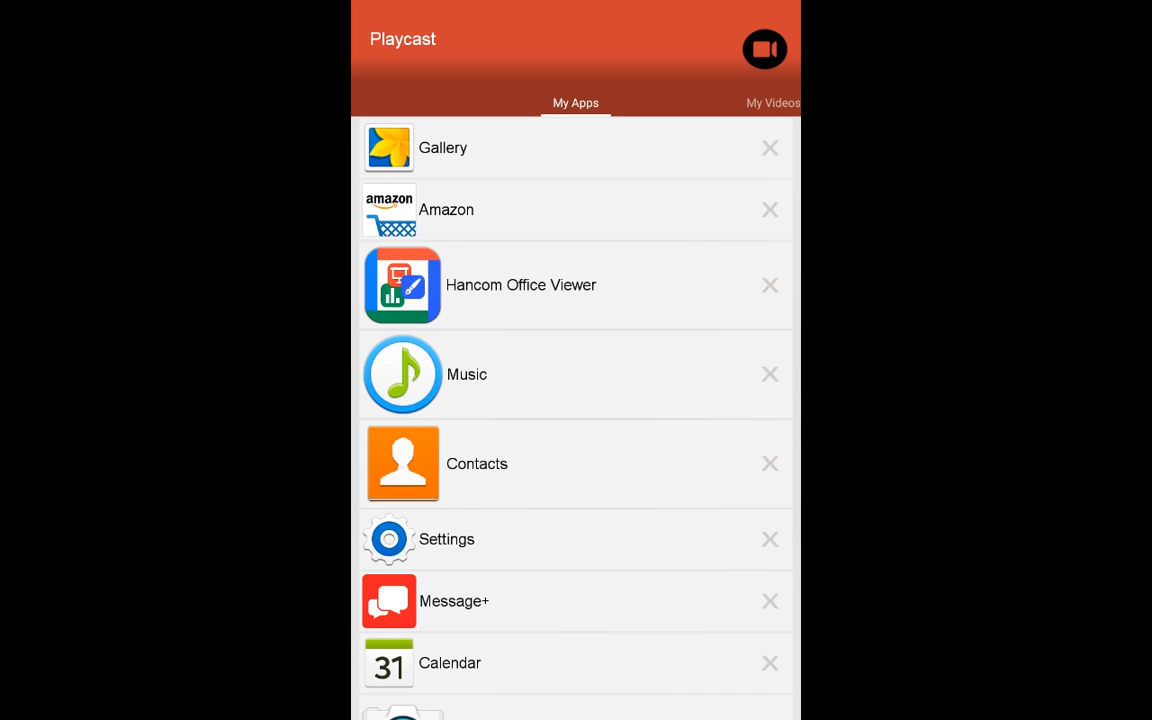 Playcast
My Apps
My Videos
Gallery
amazon
Amazon
Hancom Office Viewer
Music
Contacts
Settings
Message+
31
Calendar